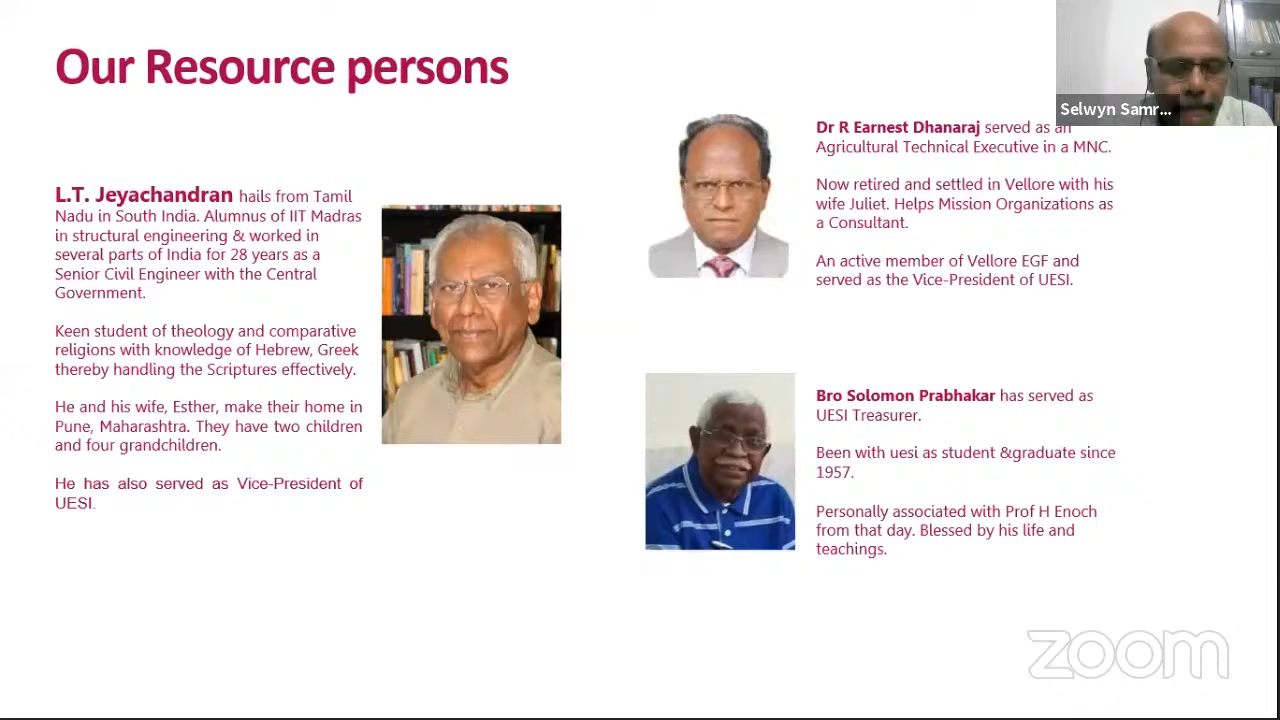 Our Resource persons
L.T. Jeyachandran hails from Tamil
Nadu in South India. Alumnus of IIT Madras
in structural engineering & worked in
several parts of India for 28 years as a
Senior Civil Engineer with the Central
Government.
Keen student of theology and comparative
religions with knowledge of Hebrew, Greek
thereby handling the Scriptures effectively.
He and his wife, Esther, make their home in
Pune, Maharashtra. They have two children
and four grandchildren.
He has also served as Vice-President of
UESI.
Selwyn Samr...
Dr R Earnest Dhanaraj served as an
Agricultural Technical Executive in a MNC.
Now retired and settled in Vellore with his
wife Juliet. Helps Mission Organizations as
a Consultant.
An active member of Vellore EGF and
served as the Vice-President of UESI.
Bro Solomon Prabhakar has served as
UESI Treasurer.
Been with uesi as student &graduate since
1957.
Personally associated with Prof H Enoch
from that day. Blessed by his life and
teachings.
zoom